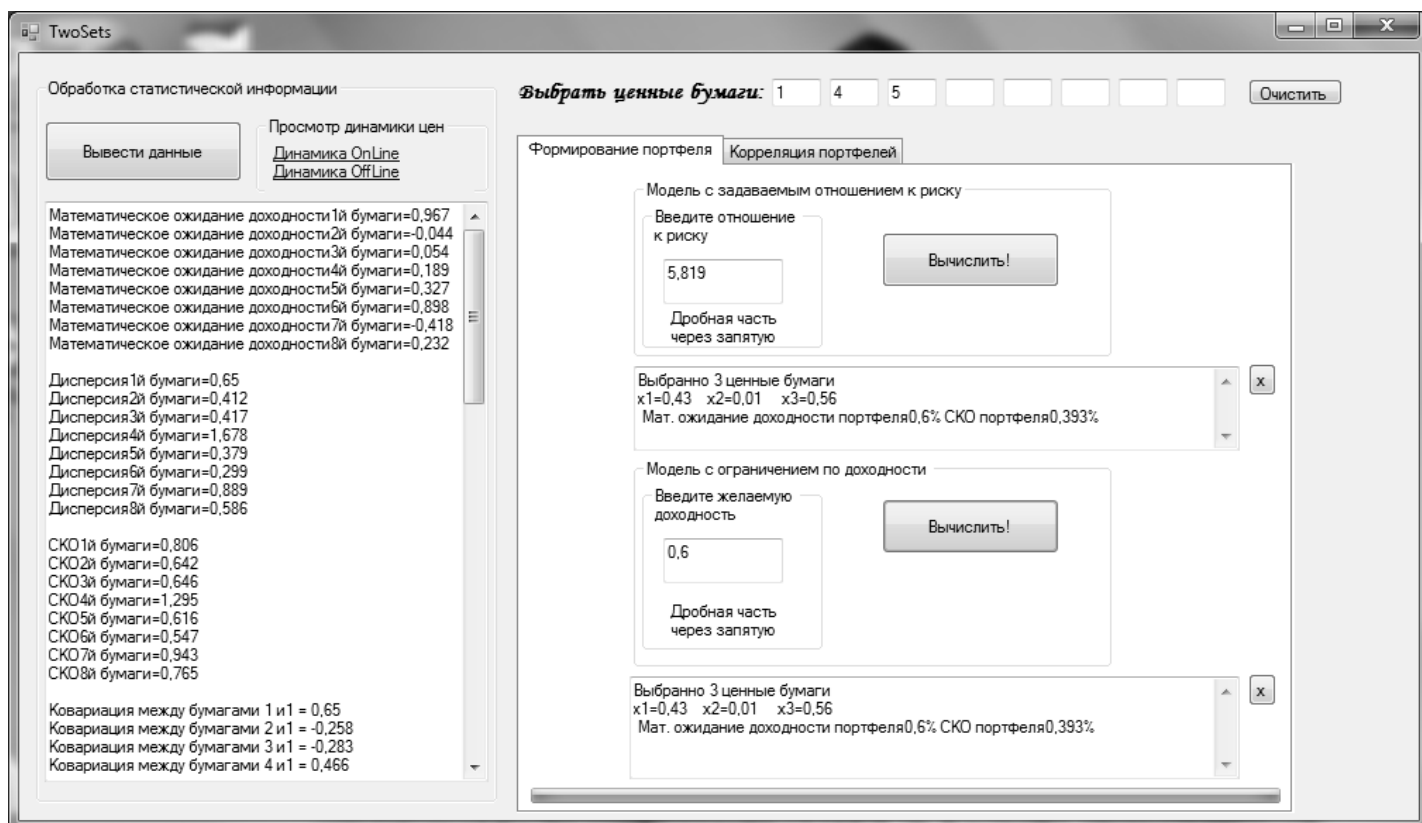 TwoSets
Обработка статистической информации
Вывести данные
Просмотр динамики цен
Динамика OnLine
Динамика OffLine
Математическое ожидание доходности1й бумаги=0,967
Математическое ожидание доходности2й бумаги=-0,044
Математическое ожидание доходности3й бумаги=0,054
Математическое ожидание доходности4й бумаги=0,189
Математическое ожидание доходности5й бумаги=0,327
Математическое ожидание доходности6й бумаги=0,898
Математическое ожидание доходности7й бумаги=-0,418
Математическое ожидание доходности8й бумаги=0,232
Дисперсия1й бумаги=0,65
Дисперсия2й бумаги=0,412
Дисперсия3й бумаги=0,417
Дисперсия4й бумаги=1,678
Дисперсия5й бумаги=0,379
Дисперсия6й бумаги=0,299
Дисперсия7й бумаги=0,889
Дисперсия8й бумаги=0,586
СКО1й бумаги=0,806
СКО2й бумаги=0,642
СКО3й бумаги=0,646
СКО4й бумаги=1,295
СКО5й бумаги=0,616
СКО6й бумаги=0,547
СКО7й бумаги=0,943
СКО8й бумаги=0,765
Ковариация между бумагами 1 и1 = 0,65
Ковариация между бумагами 2 и1 = -0,258
Ковариация между бумагами 3 и1 = -0,283
Ковариация между бумагами 4 и1 = 0,466
Выбрать ценные бумаги: 1 4 5
Очистить
Формирование портфеля Корреляция портфелей
Модель с задаваемым отношением к риску
Введите отношение
к риску
5,819
Дробная часть
через запятую
Вычислить!
Выбранно 3 ценные бумаги
x1=0,43 x2=0,01 x3=0,56
Мат. ожидание доходности портфеля0,6% СКО портфеля0,393%
x
Модель с ограничением по доходности
Введите желаемую
доходность
0,6
Дробная часть
через запятую
Вычислить!
Выбранно 3 ценные бумаги
x1=0,43 x2=0,01 x3=0,56
Мат. ожидание доходности портфеля0,6% СКО портфеля0,393%
x